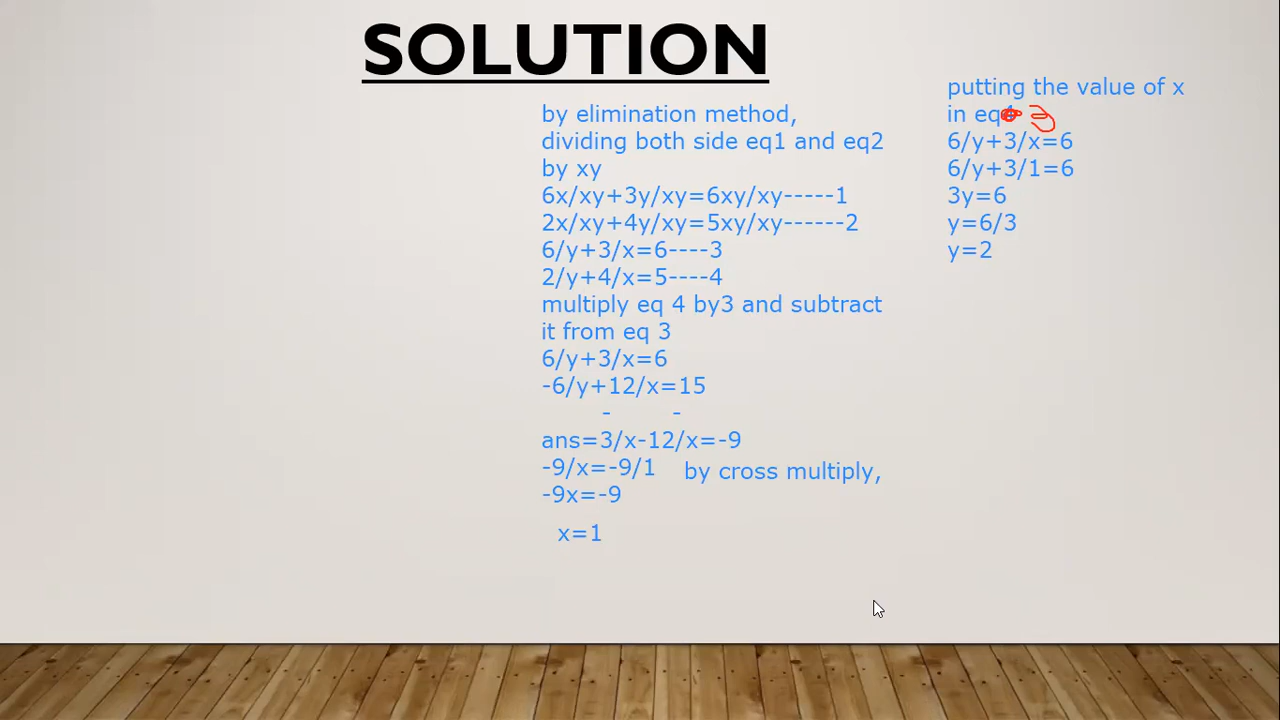 SOLUTION
by elimination method,
dividing both side eq1 and eq2
by xy
6x/xy+3y/xy=6xy/xy-----1
2x/xy+4y/xy=5xy/xy------2
6/y+3/x=6----3
2/y+4/x=5----4
multiply eq 4 by3 and subtract
it from eq 3
6/y+3/x=6
-6/y+12/x=15
- -
ans=3/x-12/x=-9
-9/x=-9/1 by cross multiply,
-9x=-9
x=1
putting the value of x
in eq 3
6/y+3/x=6
6/y+3/1=6
3y=6
y=6/3
y=2